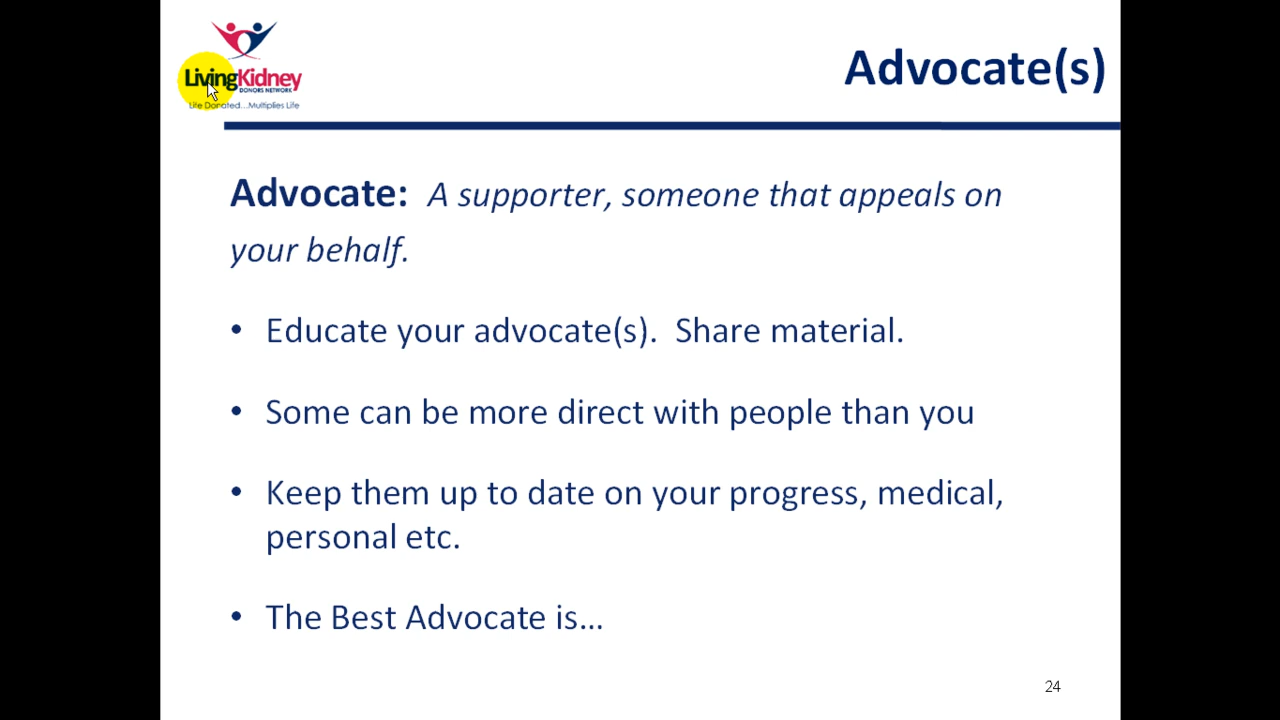 LivingKidney
DONORS NETWORK
Life Donated...Multiplies Life
Advocate(s)
Advocate: A supporter, someone that appeals on
your behalf.
• Educate your advocate(s). Share material.
• Some can be more direct with people than you
• Keep them up to date on your progress, medical,
personal etc.
• The Best Advocate is...
24